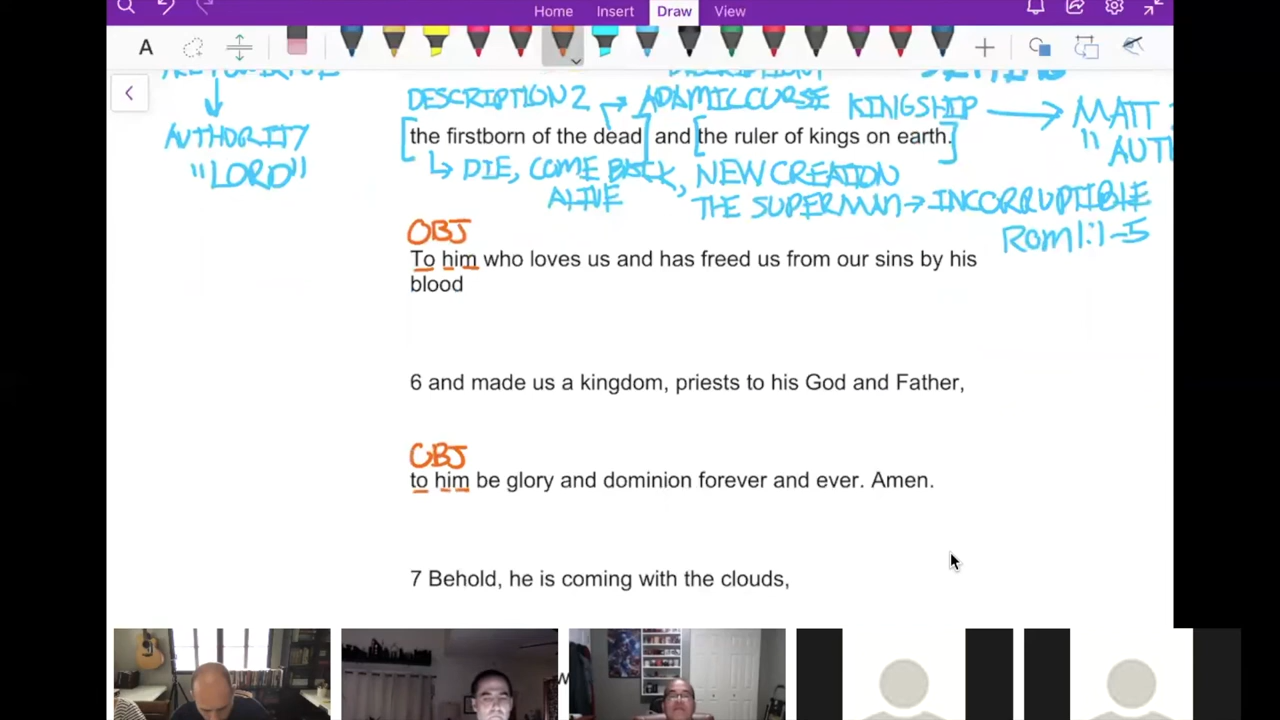 Home Insert Draw View
A
DESCRIPTION 2 → ADAMIC CURSE KINGSHIP → MATT
AUTHORITY
the firstborn of the dead and the ruler of kings on earth.
"LORD"
DIE, COME BACK ALIVE, NEW CREATION
THE SUPERMAN → INCORRUPTIBLE
Rom 1:1-5
OBJ
To him who loves us and has freed us from our sins by his
blood
6 and made us a kingdom, priests to his God and Father,
OBJ
to him be glory and dominion forever and ever. Amen.
7 Behold, he is coming with the clouds,